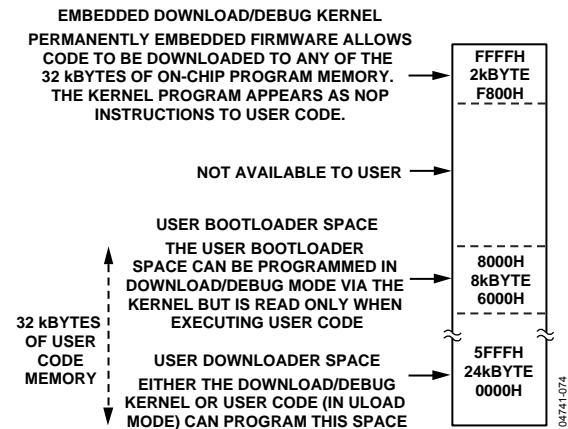 EMBEDDED DOWNLOAD/DEBUG KERNEL
PERMANENTLY EMBEDDED FIRMWARE ALLOWS
CODE TO BE DOWNLOADED TO ANY OF THE
32 kBYTES OF ON-CHIP PROGRAM MEMORY.
THE KERNEL PROGRAM APPEARS AS NOP
INSTRUCTIONS TO USER CODE.
FFFFH
2kBYTE
F800H
NOT AVAILABLE TO USER
USER BOOTLOADER SPACE
THE USER BOOTLOADER
SPACE CAN BE PROGRAMMED IN
DOWNLOAD/DEBUG MODE VIA THE
KERNEL BUT IS READ ONLY WHEN
EXECUTING USER CODE
8000H
8kBYTE
6000H
32 kBYTES
OF USER
CODE
MEMORY
USER DOWNLOADER SPACE
EITHER THE DOWNLOAD/DEBUG
KERNEL OR USER CODE (IN ULOAD
MODE) CAN PROGRAM THIS SPACE
5FFFH
24kBYTE
0000H
04741-074